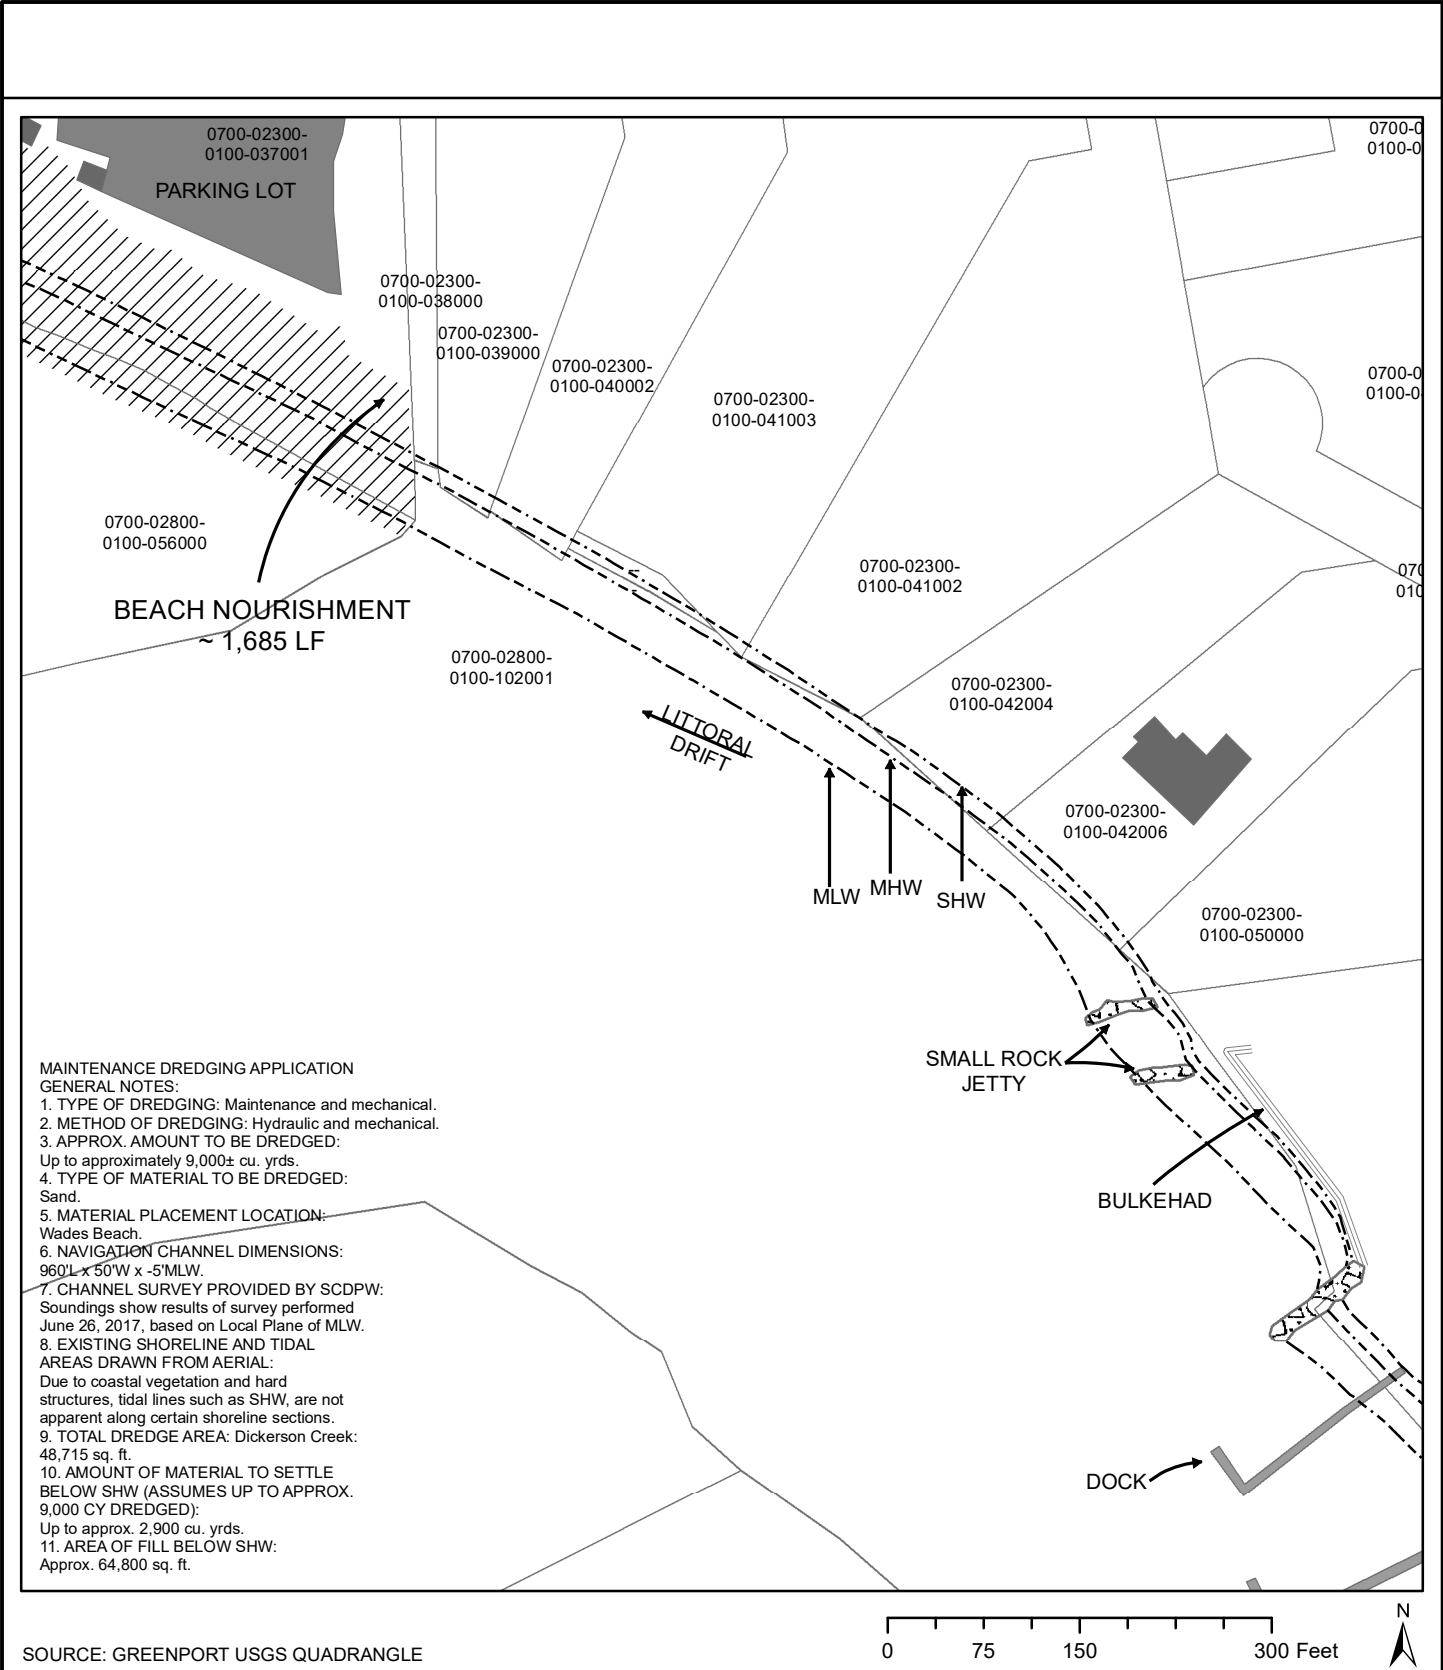 0700-02300-
0100-037001
PARKING LOT
0700-0
0100-0
0700-02300-
0100-038000
0700-02300-
0100-039000
0700-02300-
0100-040002
0700-02300-
0100-041003
0700-0
0100-0
0700-02800-
0100-056000
BEACH NOURISHMENT
~ 1,685 LF
0700-02300-
0100-041002
070
010
0700-02800-
0100-102001
0700-02300-
0100-042004
LITTORAL
DRIFT
0700-02300-
0100-042006
MLW
MHW
SHW
0700-02300-
0100-050000
SMALL ROCK
JETTY
BULKEHAD
DOCK
MAINTENANCE DREDGING APPLICATION
GENERAL NOTES:
1. TYPE OF DREDGING: Maintenance and mechanical.
2. METHOD OF DREDGING: Hydraulic and mechanical.
3. APPROX. AMOUNT TO BE DREDGED:
Up to approximately 9,000± cu. yrds.
4. TYPE OF MATERIAL TO BE DREDGED:
Sand.
5. MATERIAL PLACEMENT LOCATION:
Wades Beach.
6. NAVIGATION CHANNEL DIMENSIONS:
960'L x 50'W x -5'MLW.
7. CHANNEL SURVEY PROVIDED BY SCDPW:
Soundings show results of survey performed
June 26, 2017, based on Local Plane of MLW.
8. EXISTING SHORELINE AND TIDAL
AREAS DRAWN FROM AERIAL:
Due to coastal vegetation and hard
structures, tidal lines such as SHW, are not
apparent along certain shoreline sections.
9. TOTAL DREDGE AREA: Dickerson Creek:
48,715 sq. ft.
10. AMOUNT OF MATERIAL TO SETTLE
BELOW SHW (ASSUMES UP TO APPROX.
9,000 CY DREDGED):
Up to approx. 2,900 cu. yrds.
11. AREA OF FILL BELOW SHW:
Approx. 64,800 sq. ft.
SOURCE: GREENPORT USGS QUADRANGLE
0 75 150 300 Feet
N